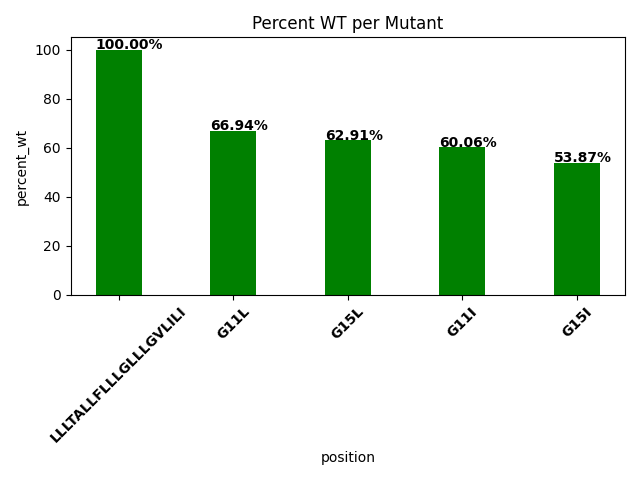 Percent WT per Mutant
percent_wt
100
80
60
40
20
0
100.00%
66.94%
62.91%
60.06%
53.87%
LLLTALLFLLLGLLLGVLILI
G11L
G15L
G11I
G15I
position